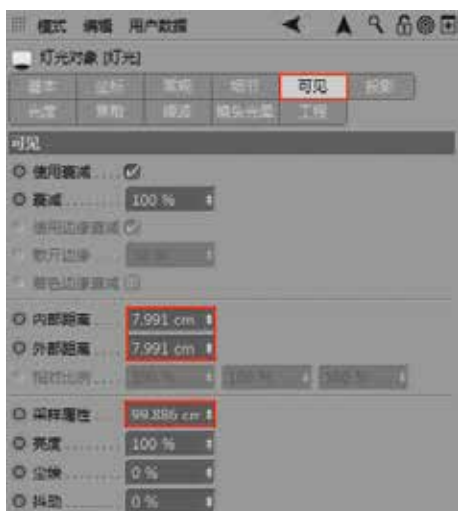 模式 编辑 用户数据
灯光对象 [灯光]
基本 坐标 常规 细节 可见 投影
光度 焦散 噪波 镜头光晕 工程
可见
使用衰减
衰减 100 %
使用边缘衰减
散开边缘
着色边缘衰减
内部距离 7.991 cm
外部距离 7.991 cm
相对比例 100 % 100 % 100 %
采样属性 99.886 cm
亮度 100 %
尘埃 0 %
抖动 0 %